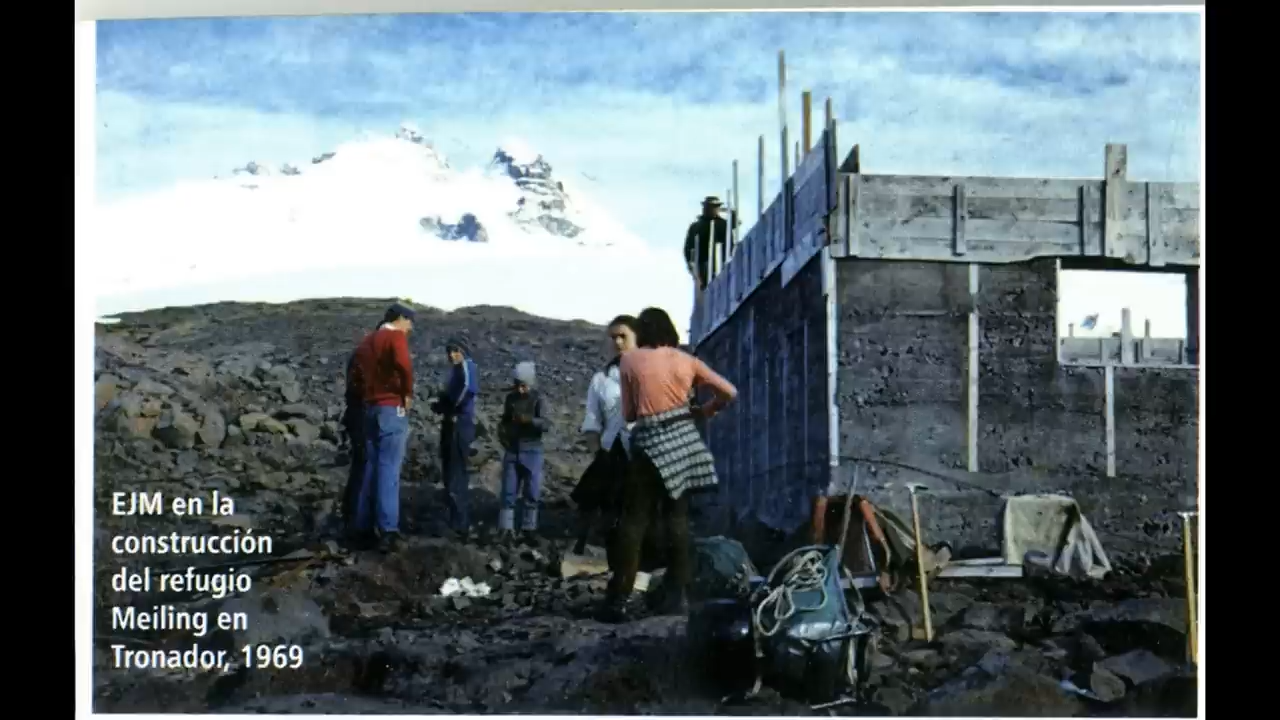 EJM en la
construcción
del refugio
Meiling en
Tronador, 1969